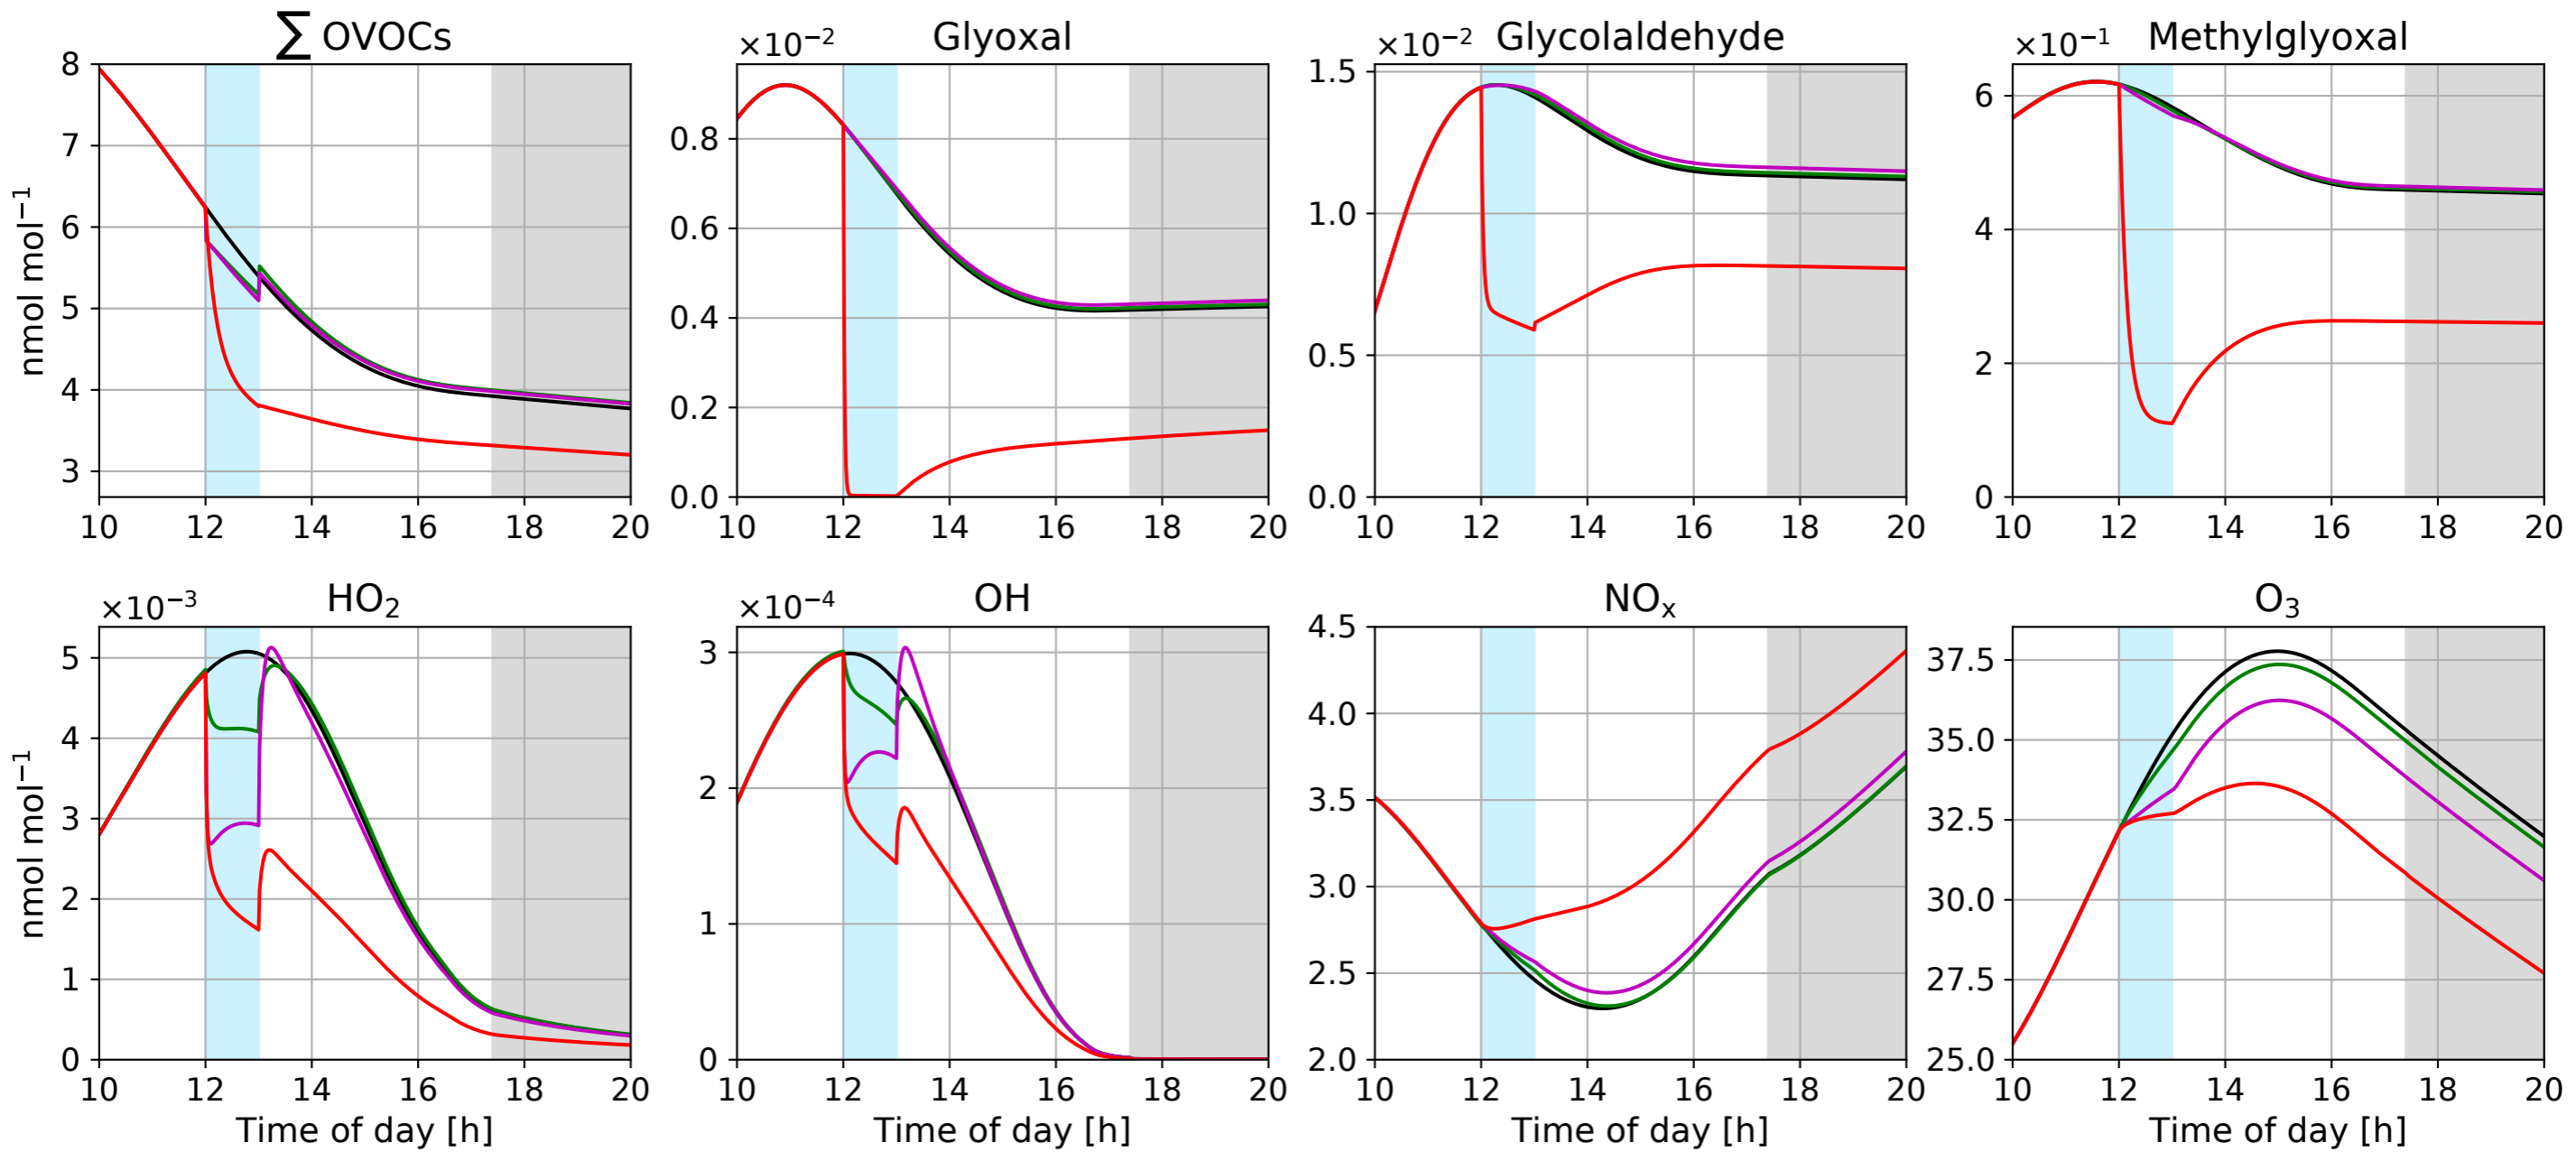 ∑ OVOCs
8
7
6
5
4
3
nmol mol⁻¹
10 12 14 16 18 20
×10⁻² Glyoxal
0.8
0.6
0.4
0.2
0.0
10 12 14 16 18 20
×10⁻² Glycolaldehyde
1.5
1.0
0.5
0.0
10 12 14 16 18 20
×10⁻¹ Methylglyoxal
6
4
2
0
10 12 14 16 18 20
×10⁻³ HO₂
5
4
3
2
1
0
nmol mol⁻¹
10 12 14 16 18 20
Time of day [h]
×10⁻⁴ OH
3
2
1
0
10 12 14 16 18 20
Time of day [h]
NOₓ
4.5
4.0
3.5
3.0
2.5
2.0
10 12 14 16 18 20
Time of day [h]
O₃
37.5
35.0
32.5
30.0
27.5
25.0
10 12 14 16 18 20
Time of day [h]